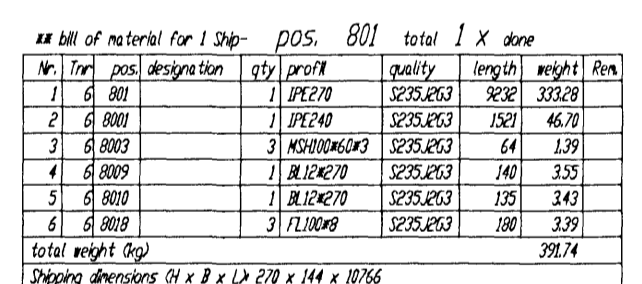 ** bill of material for 1 Ship- pos. 801 total 1 x done
Nr. Tnr pos. designation qty profil quality length weight Rem.
1 6 801 1 IPE270 S235J2G3 9232 333.28
2 6 8001 1 IPE240 S235J2G3 1521 46.70
3 6 8003 3 MSH100*60*3 S235J2G3 64 1.39
4 6 8009 1 BL12*270 S235J2G3 140 3.55
5 6 8010 1 BL12*270 S235J2G3 135 3.43
6 6 8018 3 FL100*8 S235J2G3 180 3.39
total weight (kg) 391.74
Shipping dimensions (H x B x L): 270 x 144 x 10766